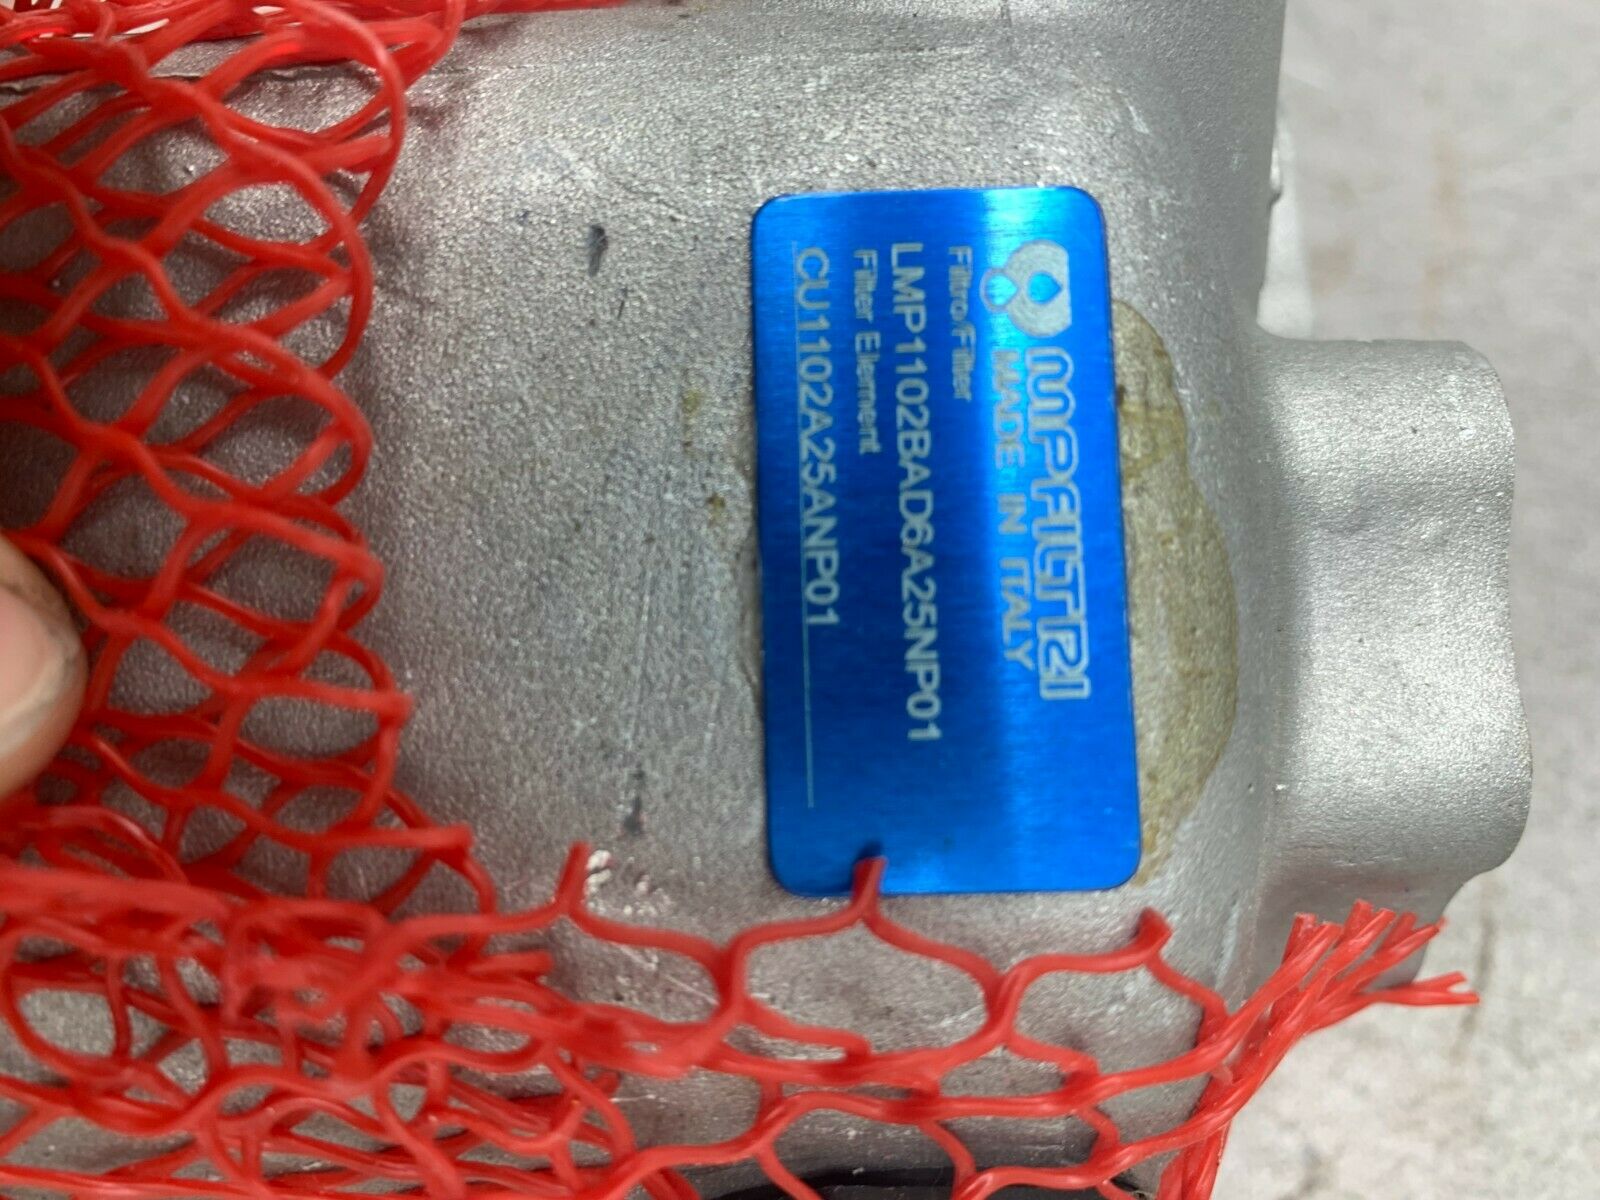 MPFILTRI
MADE IN ITALY
Filtro/Filter
LMP1102BAD6A25NP01
Filter Element
CU1102A25ANP01